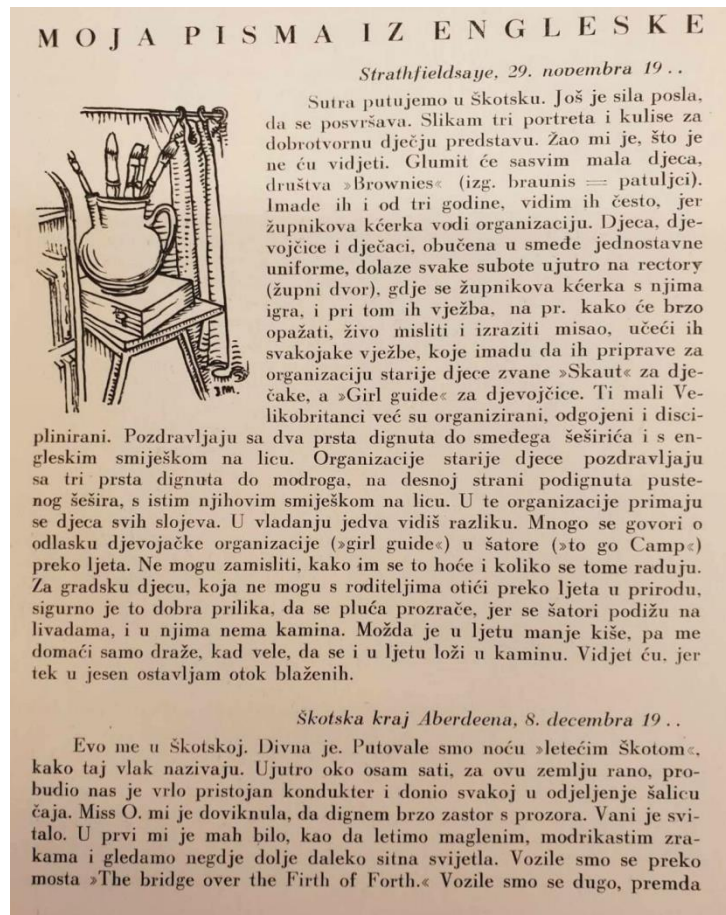 MOJA PISMA IZ ENGLESKE
Strathfieldsaye, 29. novembra 19 . .
Sutra putujemo u Škotsku. Još je sila posla,
da se posvršava. Slikam tri portreta i kulise za
dobrotvornu dječju predstavu. Žao mi je, što je
ne ću vidjeti. Glumit će sasvim mala djeca,
društva »Brownies« (izg. braunis = patuljci).
Imade ih i od tri godine, vidim ih često, jer
župnikova kćerka vodi organizaciju. Djeca, dje-
vojčice i dječaci, obučena u smeđe jednostavne
uniforme, dolaze svake subote ujutro na rectory
(župni dvor), gdje se župnikova kćerka s njima
igra, i pri tom ih vježba, na pr. kako će brzo
opažati, živo misliti i izraziti misao, učeći ih
svakojake vježbe, koje imadu da ih priprave za
organizaciju starije djece zvane »Skaut« za dje-
čake, a »Girl guide« za djevojčice. Ti mali Ve-
likobritanci već su organizirani, odgojeni i disci-
plinirani. Pozdravljaju sa dva prsta dignuta do smeđega šeširića i s en-
gleskim smiješkom na licu. Organizacije starije djece pozdravljaju
sa tri prsta dignuta do modroga, na desnoj strani podignuta puste-
nog šešira, s istim njihovim smiješkom na licu. U te organizacije primaju
se djeca svih slojeva. U vladanju jedva vidiš razliku. Mnogo se govori o
odlasku djevojačke organizacije (»girl guide«) u šatore (»to go Camp«)
preko ljeta. Ne mogu zamisliti, kako im se to hoće i koliko se tome raduju.
Za gradsku djecu, koja ne mogu s roditeljima otići preko ljeta u prirodu,
sigurno je to dobra prilika, da se pluća prozrače, jer se šatori podižu na
livadama, i u njima nema kamina. Možda je u ljetu manje kiše, pa me
domaći samo draže, kad vele, da se i u ljetu loži u kaminu. Vidjet ću, jer
tek u jesen ostavljam otok blaženih.
Škotska kraj Aberdeena, 8. decembra 19 . .
Evo me u Škotskoj. Divna je. Putovale smo noću »letećim Škotom«,
kako taj vlak nazivaju. Ujutro oko osam sati, za ovu zemlju rano, pro-
budio nas je vrlo pristojan kondukter i donio svakoj u odjeljenje šalicu
čaja. Miss O. mi je doviknula, da dignem brzo zastor s prozora. Vani je svi-
talo. U prvi mi je mah bilo, kao da letimo maglenim, modrikastim zra-
kama i gledamo negdje dolje daleko sitna svijetla. Vozile smo se preko
mosta »The bridge over the Firth of Forth.« Vozile smo se dugo, premda